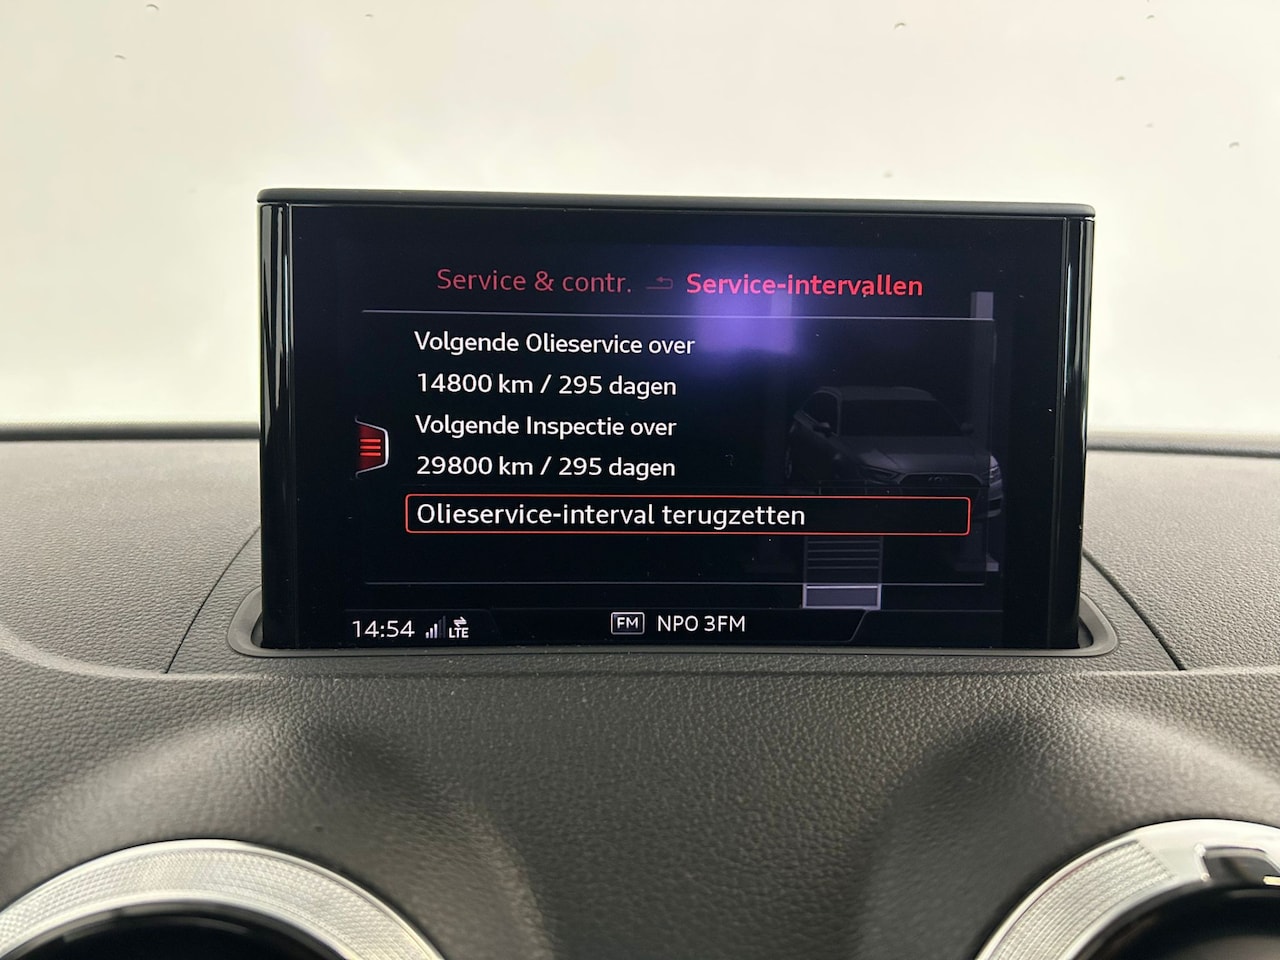 Service & contr. Service-intervallen
Volgende Olieservice over
14800 km / 295 dagen
Volgende Inspectie over
29800 km / 295 dagen
Olieservice-interval terugzetten
14:54 LTE FM NPO 3FM